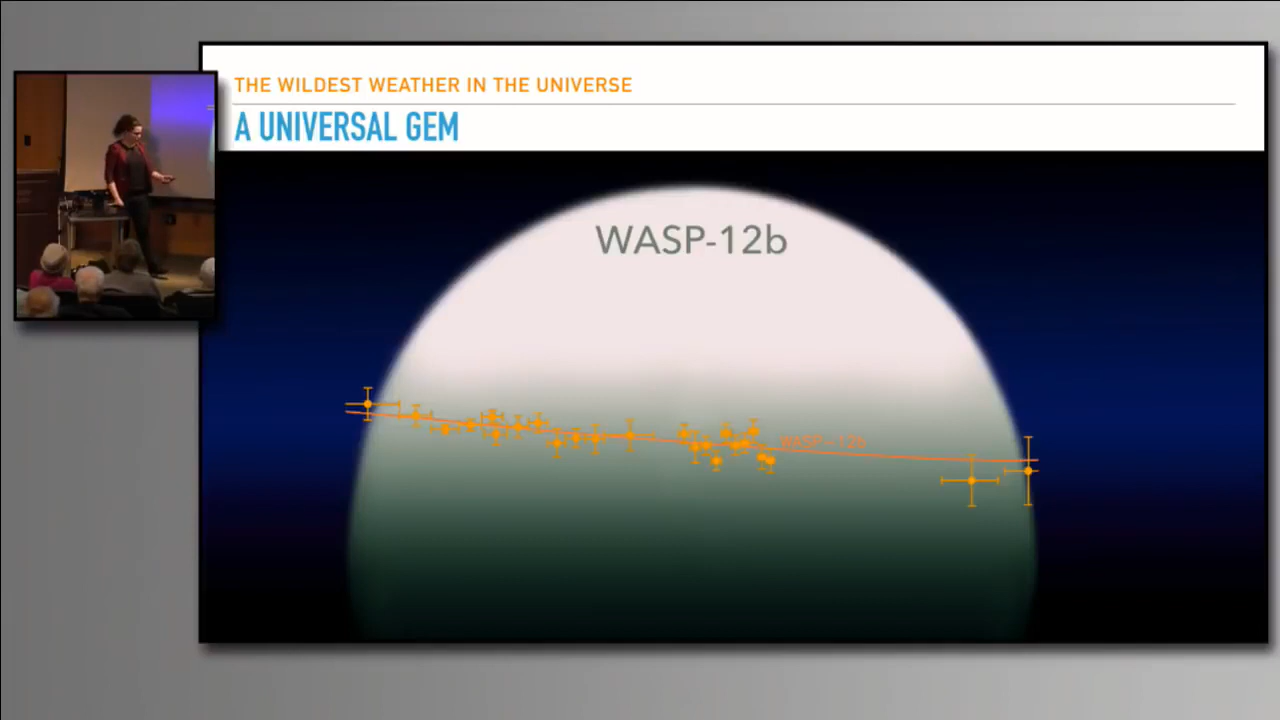 THE WILDEST WEATHER IN THE UNIVERSE
A UNIVERSAL GEM
WASP-12b
WASP-12b